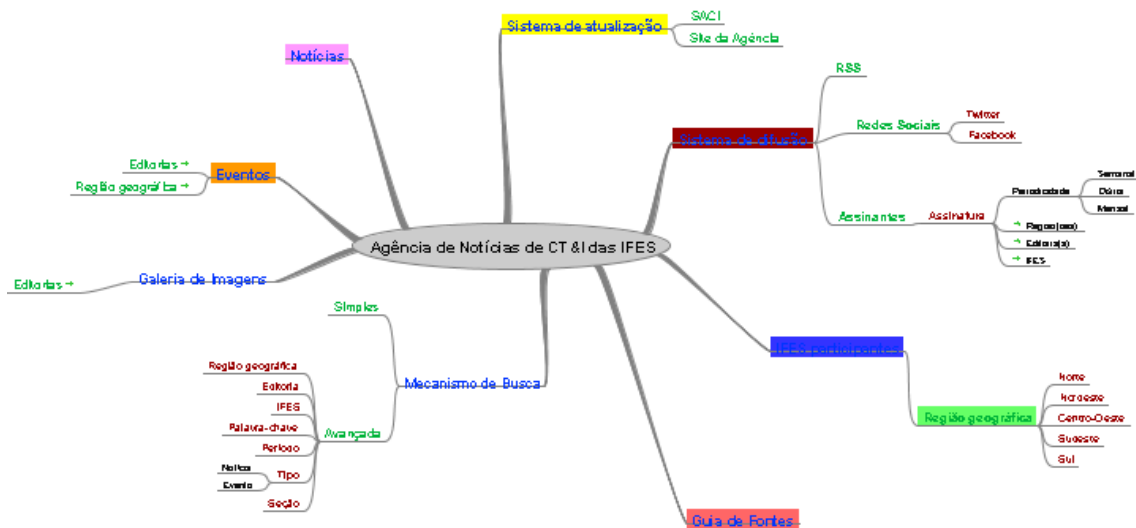 Sistema de atualização
SACI
Site da Agência
Notícias
RSS
Redes Sociais
Twitter
Facebook
Sistema de difusão
Editorias
Região geográfica
Eventos
Assinantes
Assinatura
Periodicidade
Semanal
Diária
Mensal
Editora(s)
IFES
Agência de Notícias de CT&I das IFES
Galeria de Imagens
Editorias
Simples
Mecanismo de Busca
Avançada
Região geográfica
Editoria
IFES
Palavra-chave
Período
Tipo
Notícia
Evento
Seção
IFES participantes
Região geográfica
Norte
Nordeste
Centro-Oeste
Sudeste
Sul
Guia de Fontes